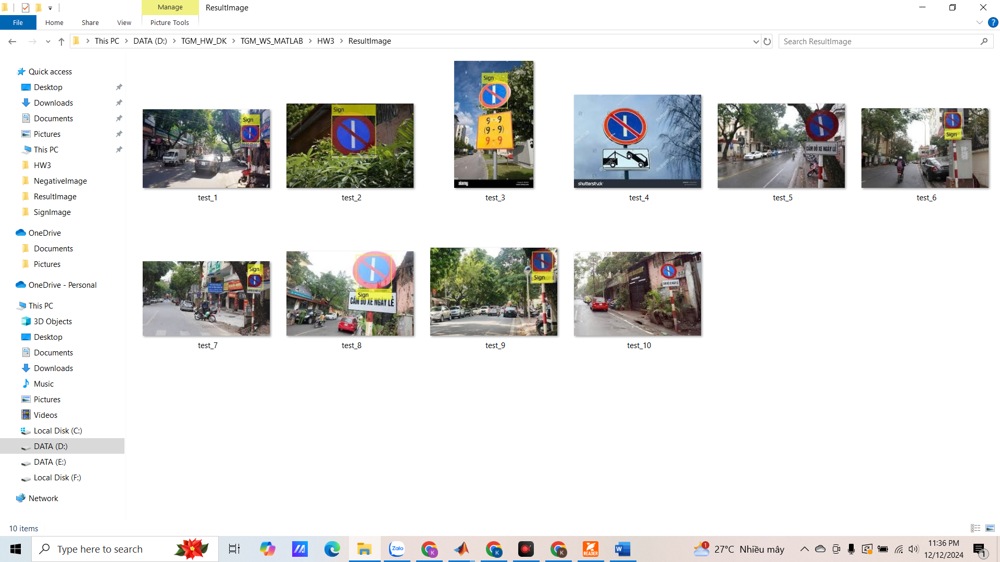 Manage
ResultImage
File
Home
Share
View
Picture Tools
This PC
DATA (D:)
TGM_HW_DK
TGM_WS_MATLAB
HW3
ResultImage
Search ResultImage
Quick access
Desktop
Downloads
Documents
Pictures
This PC
HW3
NegativeImage
ResultImage
SignImage
OneDrive
Documents
Pictures
OneDrive - Personal
This PC
3D Objects
Desktop
Documents
Downloads
Music
Pictures
Videos
Local Disk (C:)
DATA (D:)
DATA (E:)
Local Disk (F:)
Network
Sign
test_1
Sign
test_2
Sign
9 - 9
(9 - 9)
9 - 9
alamy
test_3
shutterstock
test_4
CẤM ĐỖ XE NGÀY LẺ
test_5
Sign
test_6
Sign
test_7
Sign
CẤM ĐỖ XE NGÀY LẺ
test_8
Sign
test_9
CẤM ĐỖ XE NGÀY LẺ
test_10
10 items
Type here to search
Zalo
K
K
K
READER
W
1
27°C Nhiều mây
11:36 PM
12/12/2024
1